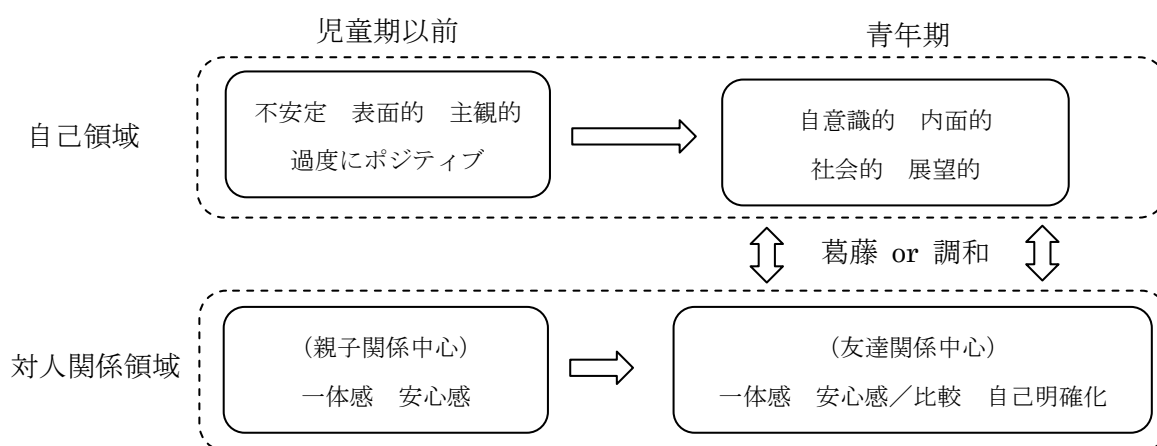 児童期以前
青年期
自己領域
不安定　表面的　主観的
過度にポジティブ
自意識的　内面的
社会的　展望的
葛藤 or 調和
対人関係領域
（親子関係中心）
一体感　安心感
（友達関係中心）
一体感　安心感／比較　自己明確化